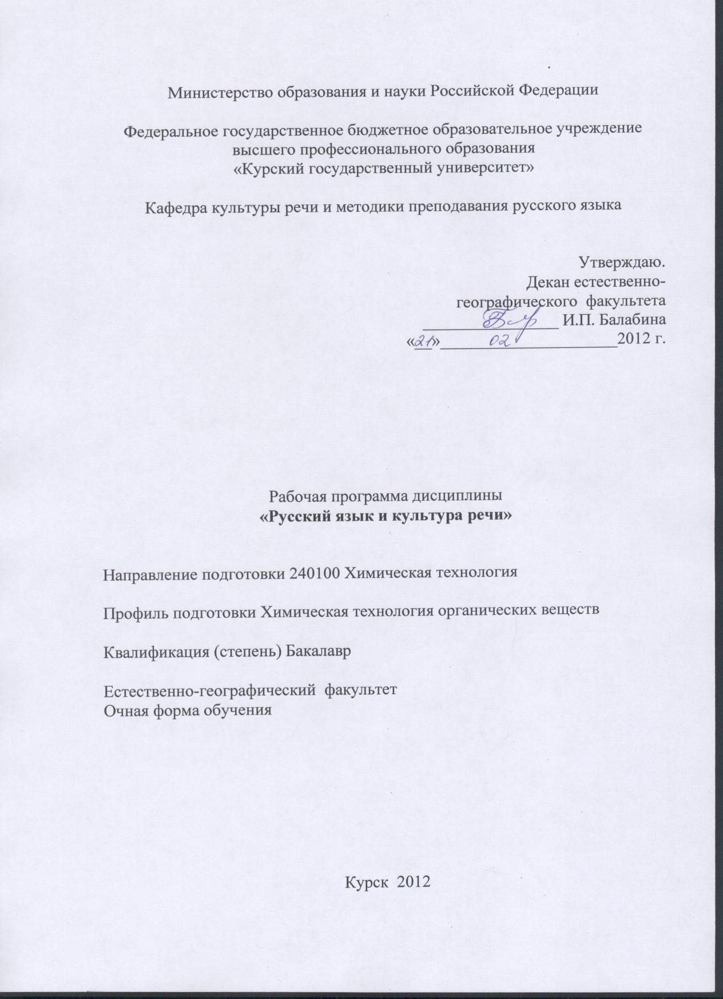 Министерство образования и науки Российской Федерации
Федеральное государственное бюджетное образовательное учреждение
высшего профессионального образования
«Курский государственный университет»
Кафедра культуры речи и методики преподавания русского языка
Утверждаю.
Декан естественно-
географического факультета
И.П. Балабина
«21» 02 2012 г.
Рабочая программа дисциплины
«Русский язык и культура речи»
Направление подготовки 240100 Химическая технология
Профиль подготовки Химическая технология органических веществ
Квалификация (степень) Бакалавр
Естественно-географический факультет
Очная форма обучения
Курск 2012